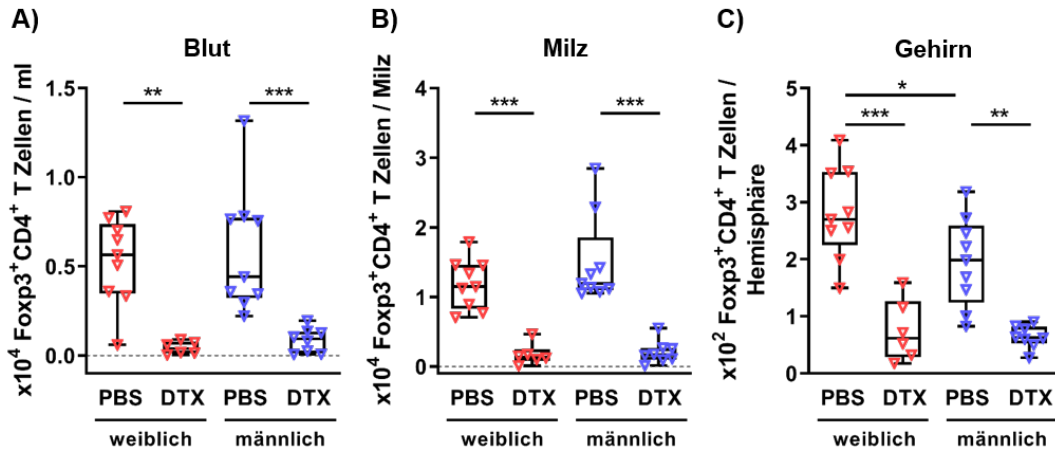 A)
Blut
x10⁴ Foxp3⁺CD4⁺ T Zellen / ml
1.5
1.0
0.5
0.0
**
***
PBS DTX PBS DTX
weiblich männlich
B)
Milz
x10⁴ Foxp3⁺CD4⁺ T Zellen / Milz
4
3
2
1
0
***
***
PBS DTX PBS DTX
weiblich männlich
C)
Gehirn
x10² Foxp3⁺CD4⁺ T Zellen /
Hemisphäre
5
4
3
2
1
0
*
***
**
PBS DTX PBS DTX
weiblich männlich